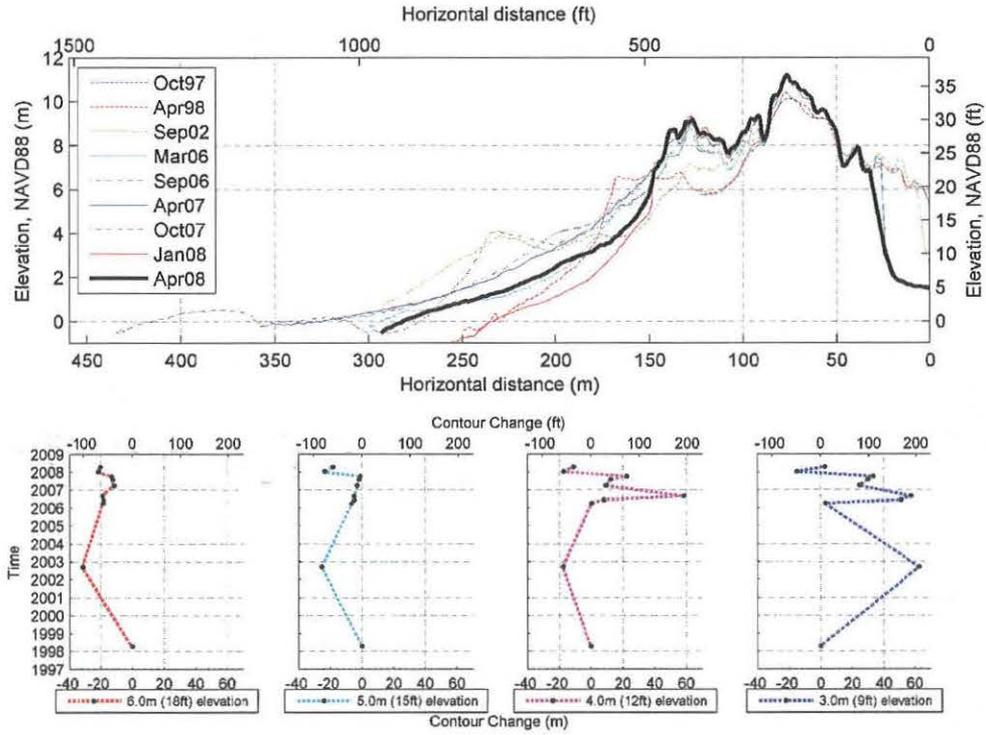 Horizontal distance (ft)
1500 1000 500 0
12
10
8
6
4
2
0
Elevation, NAVD88 (m)
Oct97
Apr98
Sep02
Mar06
Sep06
Apr07
Oct07
Jan08
Apr08
35
30
25
20
15
10
5
0
Elevation, NAVD88 (ft)
450 400 350 300 250 200 150 100 50 0
Horizontal distance (m)
Contour Change (ft)
-100 0 100 200 -100 0 100 200 -100 0 100 200 -100 0 100 200
2009
2008
2007
2006
2005
2004
2003
2002
2001
2000
1999
1998
1997
Time
-40 -20 0 20 40 60 -40 -20 0 20 40 60 -40 -20 0 20 40 60 -40 -20 0 20 40 60
6.0m (18ft) elevation 5.0m (15ft) elevation 4.0m (12ft) elevation 3.0m (9ft) elevation
Contour Change (m)